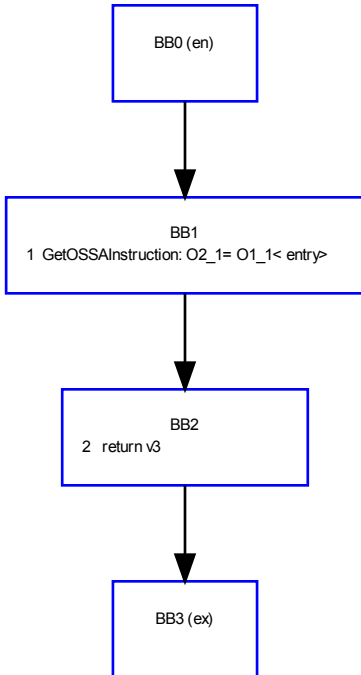 BB0 (en)
BB1
1 GetOSSAInstruction: O2_1= O1_1< entry>
BB2
2 return v3
BB3 (ex)